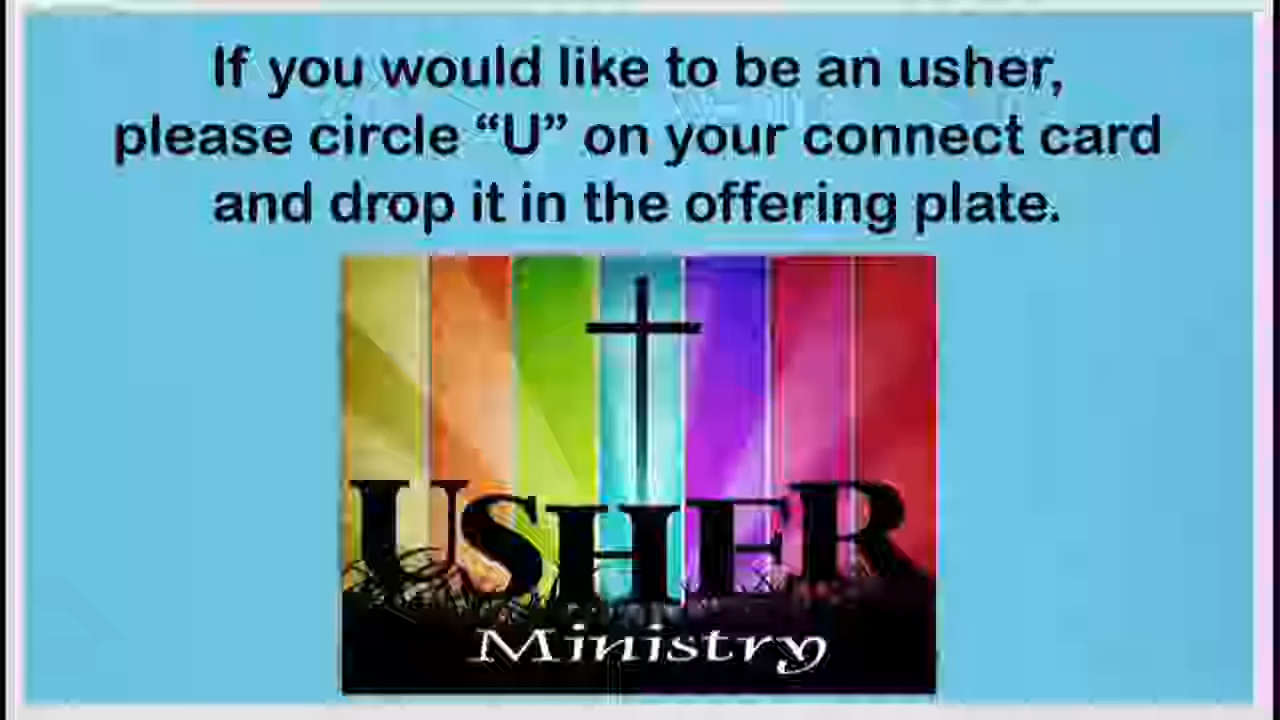 If you would like to be an usher,
please circle “U” on your connect card
and drop it in the offering plate.
USHER
Ministry